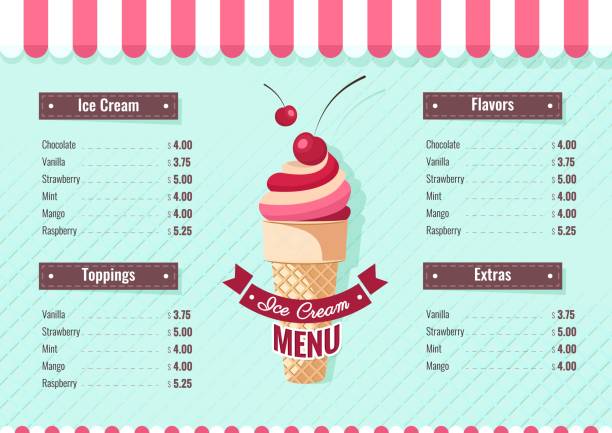 Ice Cream
Chocolate $ 4.00
Vanilla $ 3.75
Strawberry $ 5.00
Mint $ 4.00
Mango $ 4.00
Raspberry $ 5.25
Toppings
Vanilla $ 3.75
Strawberry $ 5.00
Mint $ 4.00
Mango $ 4.00
Raspberry $ 5.25
Ice Cream
MENU
Flavors
Chocolate $ 4.00
Vanilla $ 3.75
Strawberry $ 5.00
Mint $ 4.00
Mango $ 4.00
Raspberry $ 5.25
Extras
Vanilla $ 3.75
Strawberry $ 5.00
Mint $ 4.00
Mango $ 4.00